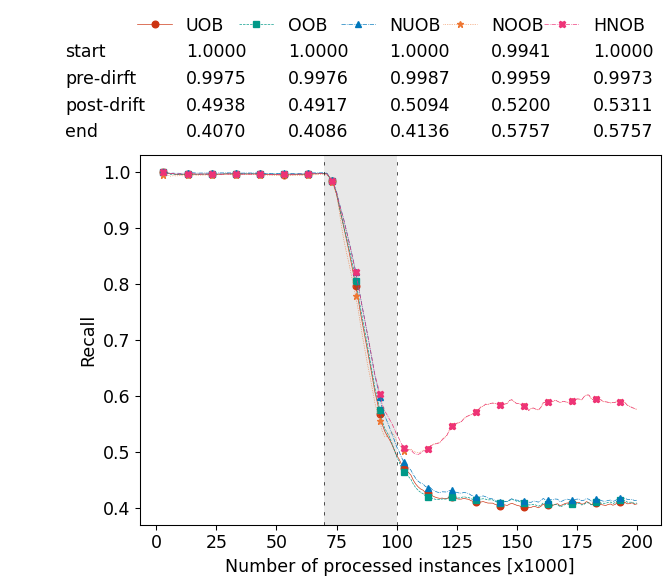 UOB OOB NUOB NOOB HNOB
start 1.0000 1.0000 1.0000 0.9941 1.0000
pre-dirft 0.9975 0.9976 0.9987 0.9959 0.9973
post-drift 0.4938 0.4917 0.5094 0.5200 0.5311
end 0.4070 0.4086 0.4136 0.5757 0.5757
1.0
0.9
0.8
0.7
0.6
0.5
0.4
Recall
0 25 50 75 100 125 150 175 200
Number of processed instances [x1000]